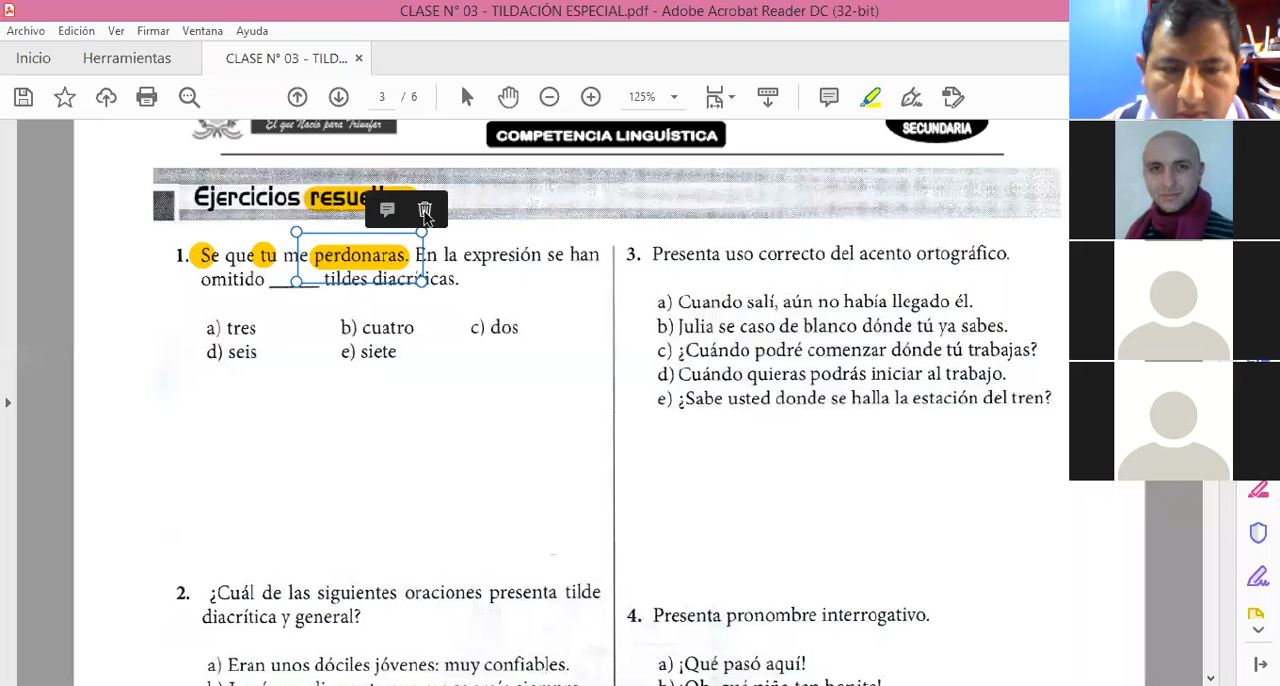 CLASE N° 03 - TILDACIÓN ESPECIAL.pdf - Adobe Acrobat Reader DC (32-bit)
Archivo Edición Ver Firmar Ventana Ayuda
Inicio Herramientas CLASE N° 03 - TILD... ×
3 / 6 125%
El que Nacio para Triunfar
COMPETENCIA LINGUÍSTICA
SECUNDARIA
Ejercicios
1. Se que tu me perdonaras. En la expresión se han
omitido ______ tildes diacríticas.
a) tres b) cuatro c) dos
d) seis e) siete
2. ¿Cuál de las siguientes oraciones presenta tilde
diacrítica y general?
a) Eran unos dóciles jóvenes: muy confiables.
3. Presenta uso correcto del acento ortográfico.
a) Cuando salí, aún no había llegado él.
b) Julia se caso de blanco dónde tú ya sabes.
c) ¿Cuándo podré comenzar dónde tú trabajas?
d) Cuándo quieras podrás iniciar al trabajo.
e) ¿Sabe usted donde se halla la estación del tren?
4. Presenta pronombre interrogativo.
a) ¡Qué pasó aquí!